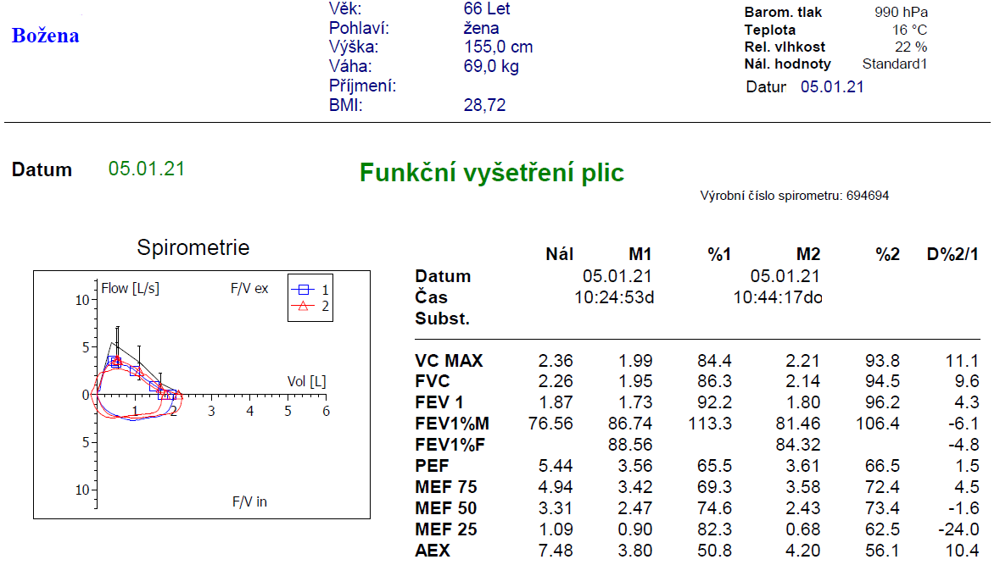 Božena
Věk: 66 Let
Pohlaví: žena
Výška: 155,0 cm
Váha: 69,0 kg
Příjmení:
BMI: 28,72
Barom. tlak 990 hPa
Teplota 16 °C
Rel. vlhkost 22 %
Nál. hodnoty Standard1
Datur 05.01.21
Datum 05.01.21
Funkční vyšetření plic
Výrobní číslo spirometru: 694694
Spirometrie
Flow [L/s]
F/V ex
1
2
10
5
0
5
10
Vol [L]
1 2 3 4 5 6
F/V in
Nál M1 %1 M2 %2 D%2/1
Datum 05.01.21 05.01.21
Čas 10:24:53d 10:44:17do
Subst.
VC MAX 2.36 1.99 84.4 2.21 93.8 11.1
FVC 2.26 1.95 86.3 2.14 94.5 9.6
FEV 1 1.87 1.73 92.2 1.80 96.2 4.3
FEV1%M 76.56 86.74 113.3 81.46 106.4 -6.1
FEV1%F 88.56 84.32 -4.8
PEF 5.44 3.56 65.5 3.61 66.5 1.5
MEF 75 4.94 3.42 69.3 3.58 72.4 4.5
MEF 50 3.31 2.47 74.6 2.43 73.4 -1.6
MEF 25 1.09 0.90 82.3 0.68 62.5 -24.0
AEX 7.48 3.80 50.8 4.20 56.1 10.4